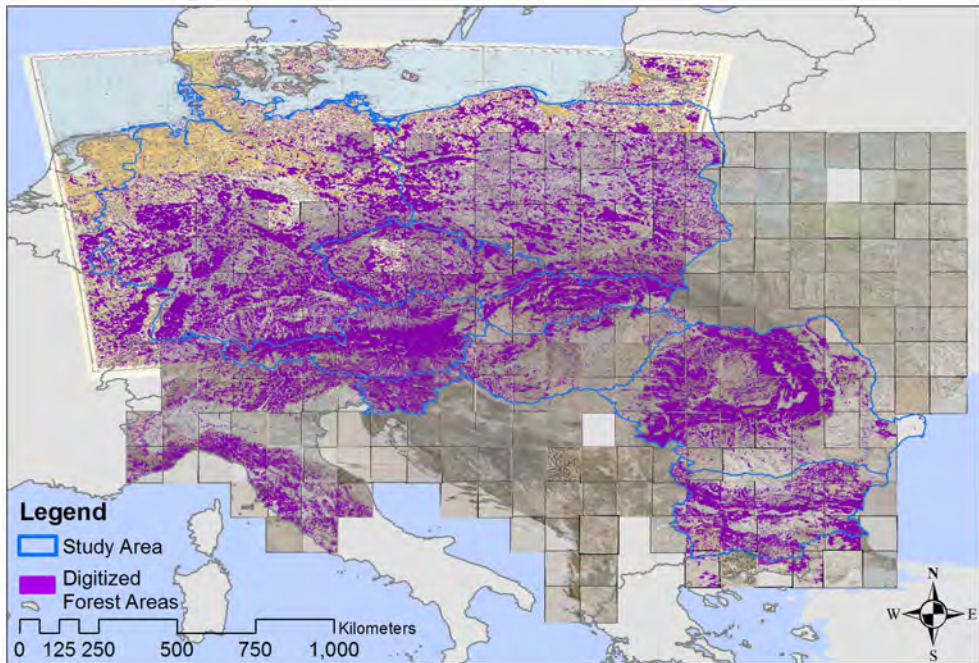 Legend
Study Area
Digitized
Forest Areas
Kilometers
0 125 250 500 750 1,000
N
W E
S